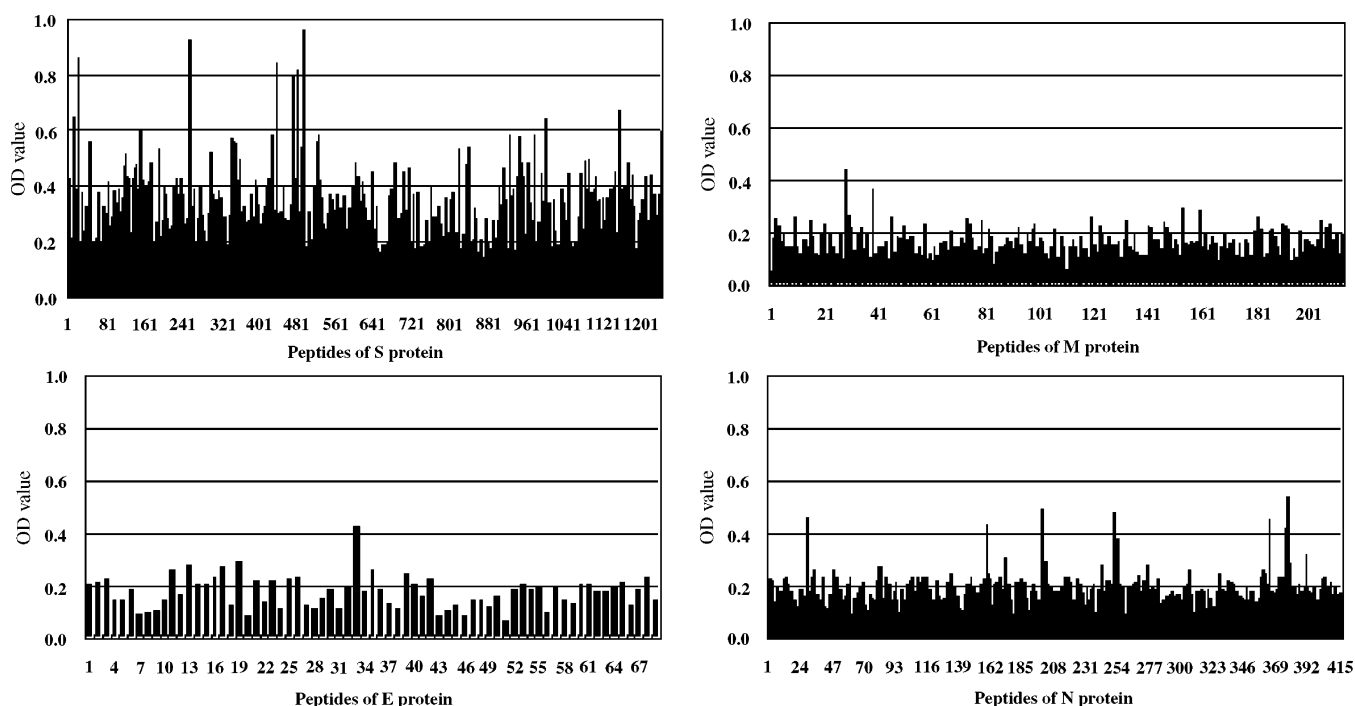 1.0
0.8
0.6
0.4
0.2
0.0
OD value
1 81 161 241 321 401 481 561 641 721 801 881 961 1041 1121 1201
Peptides of S protein
1.0
0.8
0.6
0.4
0.2
0.0
OD value
1 21 41 61 81 101 121 141 161 181 201
Peptides of M protein
1.0
0.8
0.6
0.4
0.2
0.0
OD value
1 4 7 10 13 16 19 22 25 28 31 34 37 40 43 46 49 52 55 58 61 64 67
Peptides of E protein
1.0
0.8
0.6
0.4
0.2
0.0
OD value
1 24 47 70 93 116 139 162 185 208 231 254 277 300 323 346 369 392 415
Peptides of N protein